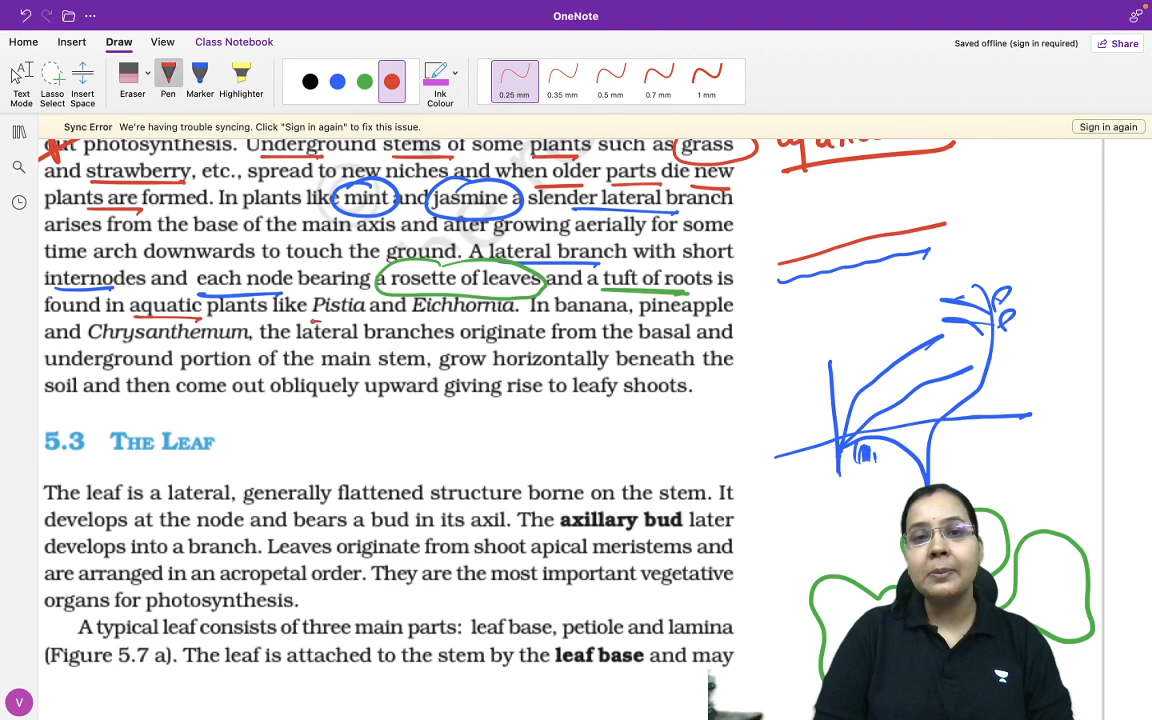 OneNote
Home Insert Draw View Class Notebook
Saved offline (sign in required) Share
Text Mode Lasso Select Insert Space Eraser Pen Marker Highlighter Ink Colour 0.25 mm 0.35 mm 0.5 mm 0.7 mm 1 mm
Sync Error We're having trouble syncing. Click "Sign in again" to fix this issue. Sign in again
out photosynthesis. Underground stems of some plants such as grass
and strawberry, etc., spread to new niches and when older parts die new
plants are formed. In plants like mint and jasmine a slender lateral branch
arises from the base of the main axis and after growing aerially for some
time arch downwards to touch the ground. A lateral branch with short
internodes and each node bearing a rosette of leaves and a tuft of roots is
found in aquatic plants like Pistia and Eichhornia. In banana, pineapple
and Chrysanthemum, the lateral branches originate from the basal and
underground portion of the main stem, grow horizontally beneath the
soil and then come out obliquely upward giving rise to leafy shoots.
5.3 THE LEAF
The leaf is a lateral, generally flattened structure borne on the stem. It
develops at the node and bears a bud in its axil. The axillary bud later
develops into a branch. Leaves originate from shoot apical meristems and
are arranged in an acropetal order. They are the most important vegetative
organs for photosynthesis.
A typical leaf consists of three main parts: leaf base, petiole and lamina
(Figure 5.7 a). The leaf is attached to the stem by the leaf base and may
V